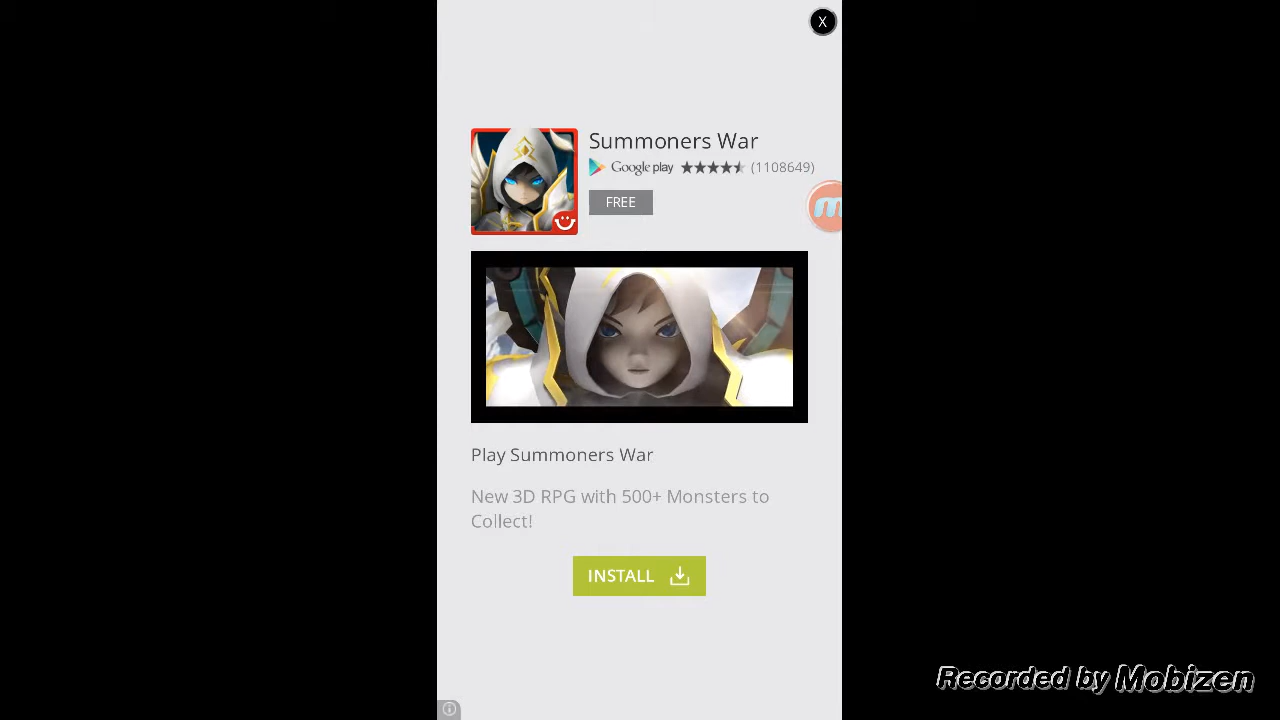 X
Summoners War
Google play (1108649)
FREE
Play Summoners War
New 3D RPG with 500+ Monsters to
Collect!
INSTALL
Recorded by Mobizen